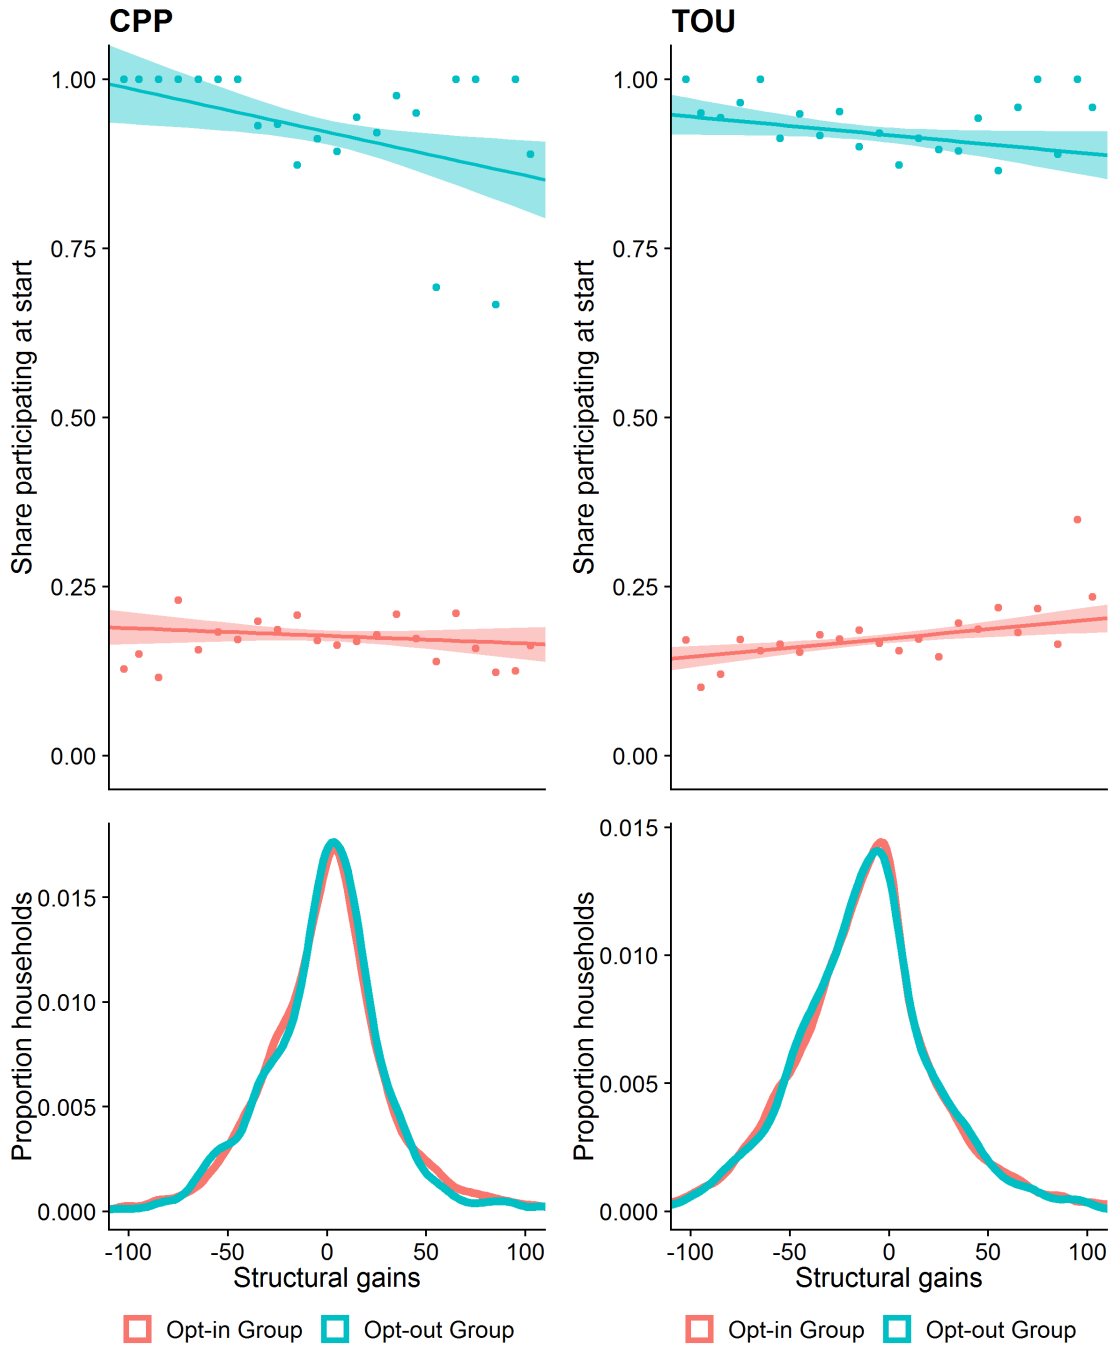 CPP
TOU
1.00
0.75
0.50
0.25
0.00
Share participating at start
1.00
0.75
0.50
0.25
0.00
Share participating at start
0.015
0.010
0.005
0.000
Proportion households
-100 -50 0 50 100
Structural gains
0.015
0.010
0.005
0.000
Proportion households
-100 -50 0 50 100
Structural gains
Opt-in Group Opt-out Group
Opt-in Group Opt-out Group